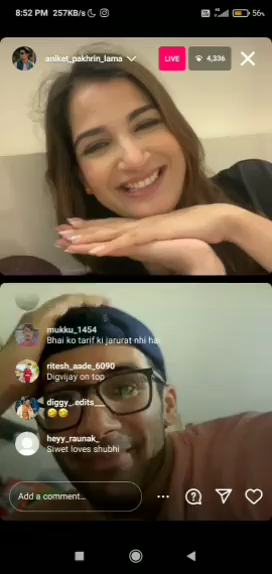 8:52 PM 257KB/s
56%
aniket_pakhrin_lama
LIVE
4,336
mukku_1454
Bhai ko tarif ki jarurat nhi hai
ritesh_aade_6090
Digvijay on top
diggy_.edits__
😂😂
heyy_raunak_
Siwet loves shubhi
Add a comment...